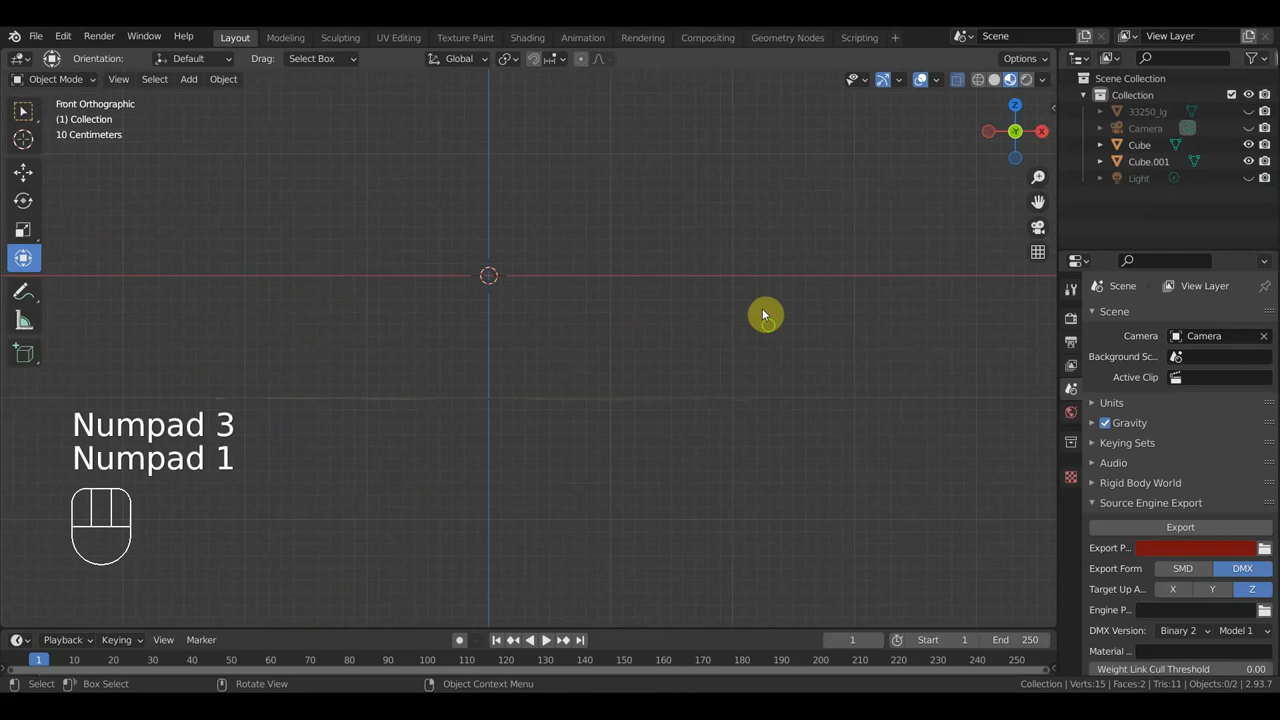 File Edit Render Window Help Layout Modeling Sculpting UV Editing Texture Paint Shading Animation Rendering Compositing Geometry Nodes Scripting + Scene View Layer
Orientation: Default Drag: Select Box Global Options
Object Mode View Select Add Object
Scene Collection
Collection
33250_lg
Camera
Cube
Cube.001
Light
Front Orthographic
(1) Collection
10 Centimeters
Z
-Y
X
Scene View Layer
Scene
Camera Camera
Background Sc...
Active Clip
Units
Gravity
Keying Sets
Audio
Rigid Body World
Source Engine Export
Export
Export P...
Export Form SMD DMX
Target Up A... X Y Z
Engine P...
DMX Version: Binary 2 Model 1
Material ...
Weight Link Cull Threshold 0.00
Numpad 3
Numpad 1
Playback Keying View Marker 1 Start 1 End 250
1 10 20 30 40 50 60 70 80 90 100 110 120 130 140 150 160 170 180 190 200 210 220 230 240 250
Select Box Select Rotate View Object Context Menu Collection | Verts:15 | Faces:2 | Tris:11 | Objects:0/2 | 2.93.7